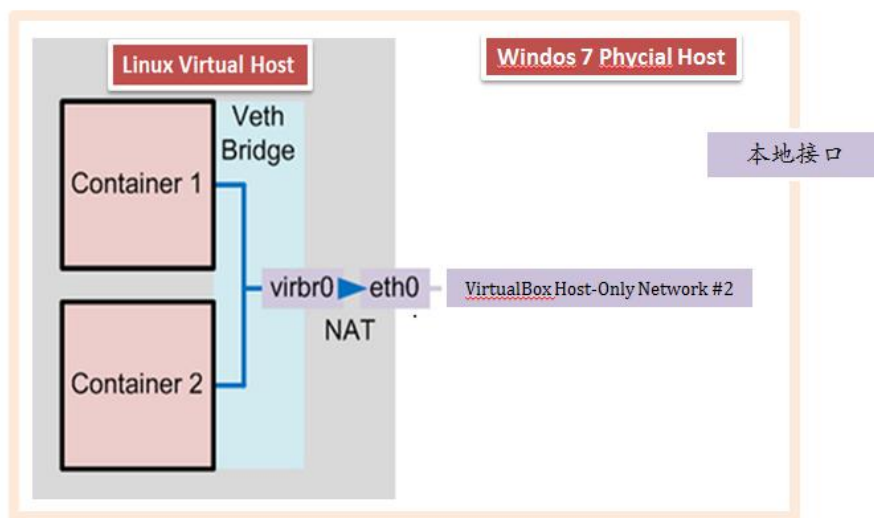 Linux Virtual Host
Windos 7 Phycial Host
Veth
Bridge
Container 1
本地接口
virbr0
eth0
VirtualBox Host-Only Network #2
NAT
Container 2